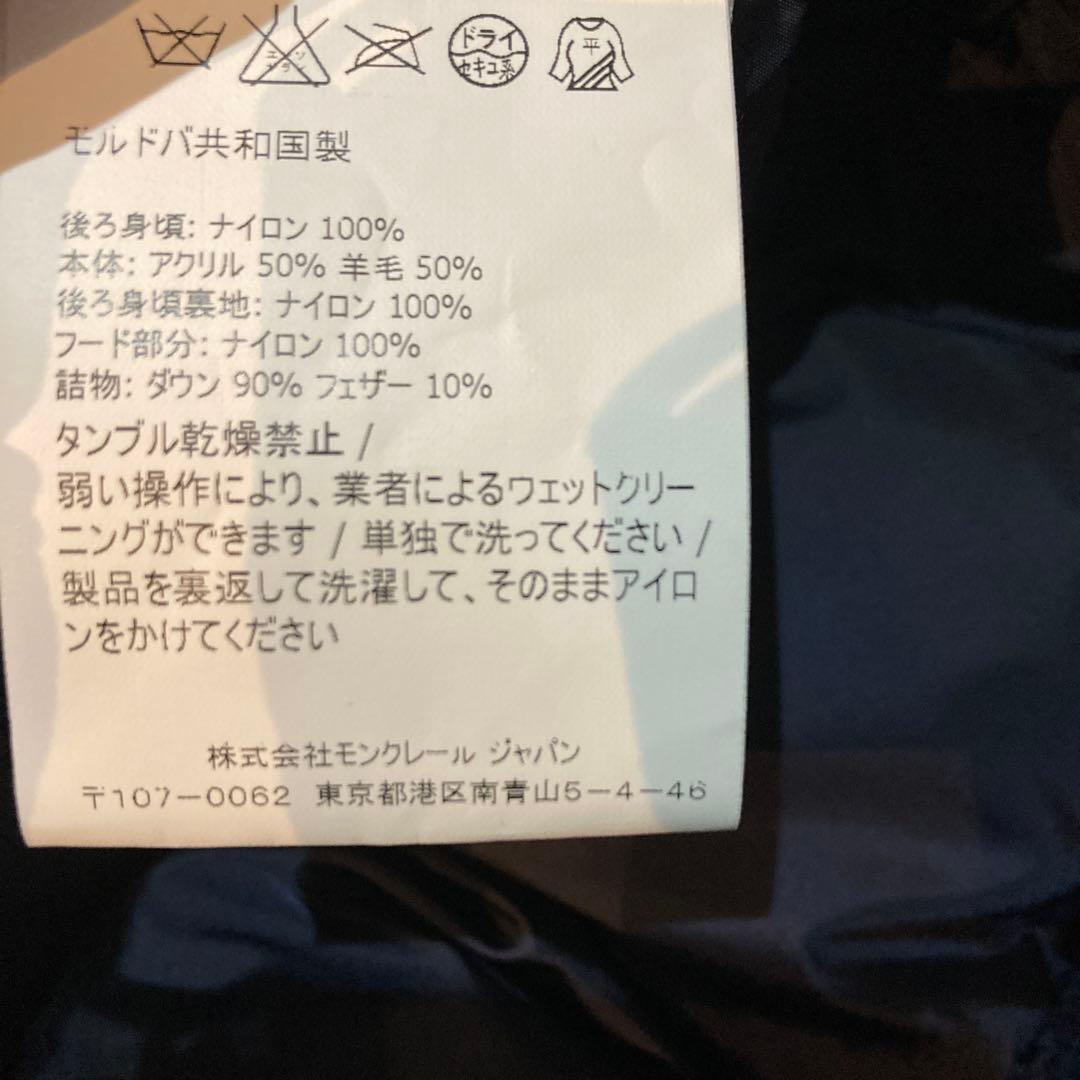 エンソ
サラシ
ドライ
セキユ系
平
モルドバ共和国製
後ろ身頃: ナイロン 100%
本体: アクリル 50% 羊毛 50%
後ろ身頃裏地: ナイロン 100%
フード部分: ナイロン 100%
詰物: ダウン 90% フェザー 10%
タンブル乾燥禁止 /
弱い操作により、業者によるウェットクリー
ニングができます / 単独で洗ってください /
製品を裏返して洗濯して、そのままアイロ
ンをかけてください
株式会社モンクレール ジャパン
〒107－0062 東京都港区南青山5－4－46